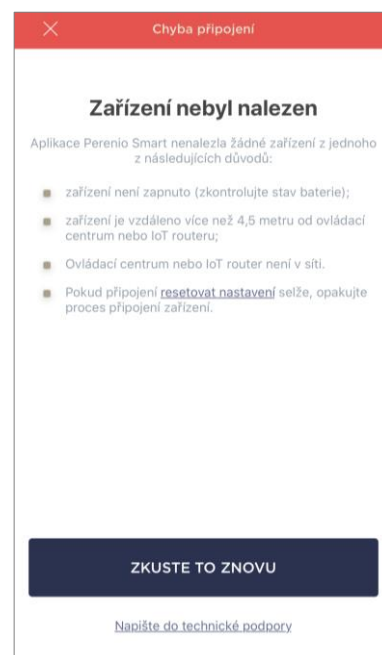 Chyba připojení
Zařízení nebyl nalezen
Aplikace Perenio Smart nenalezla žádné zařízení z jednoho
z následujících důvodů:
zařízení není zapnuto (zkontrolujte stav baterie);
zařízení je vzdáleno více než 4,5 metru od ovládací
centrum nebo IoT routeru;
Ovládací centrum nebo IoT router není v síti.
Pokud připojení resetovat nastavení selže, opakujte
proces připojení zařízení.
ZKUSTE TO ZNOVU
Napište do technické podpory